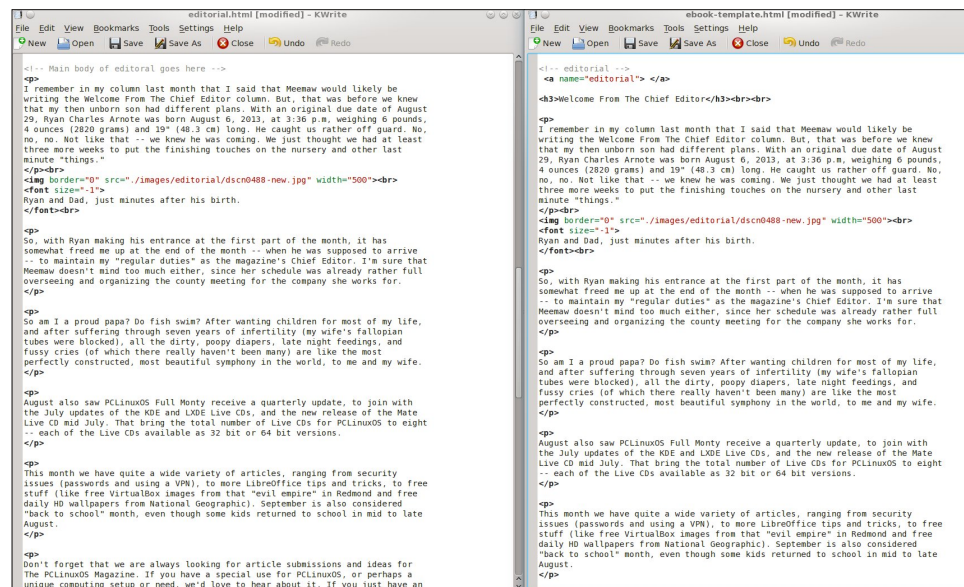 editorial.html [modified] – KWrite
File Edit View Bookmarks Tools Settings Help
New Open Save Save As Close Undo Redo
<!-- Main body of editoral goes here -->
<p>
I remember in my column last month that I said that Meemaw would likely be
writing the Welcome From The Chief Editor column. But, that was before we knew
that my then unborn son had different plans. With an original due date of August
29, Ryan Charles Arnote was born August 6, 2013, at 3:36 p.m, weighing 6 pounds,
4 ounces (2820 grams) and 19" (48.3 cm) long. He caught us rather off guard. No,
no, no. Not like that -- we knew he was coming. We just thought we had at least
three more weeks to put the finishing touches on the nursery and other last
minute "things."
</p><br>
<img border="0" src="./images/editorial/dscn0488-new.jpg" width="500"><br>
<font size="-1">
Ryan and Dad, just minutes after his birth.
</font><br>
<p>
So, with Ryan making his entrance at the first part of the month, it has
somewhat freed me up at the end of the month -- when he was supposed to arrive
-- to maintain my "regular duties" as the magazine's Chief Editor. I'm sure that
Meemaw doesn't mind too much either, since her schedule was already rather full
overseeing and organizing the county meeting for the company she works for.
</p>
<p>
So am I a proud papa? Do fish swim? After wanting children for most of my life,
and after suffering through seven years of infertility (my wife's fallopian
tubes were blocked), all the dirty, poopy diapers, late night feedings, and
fussy cries (of which there really haven't been many) are like the most
perfectly constructed, most beautiful symphony in the world, to me and my wife.
</p>
<p>
August also saw PCLinuxOS Full Monty receive a quarterly update, to join with
the July updates of the KDE and LXDE Live CDs, and the new release of the Mate
Live CD mid July. That bring the total number of Live CDs for PCLinuxOS to eight
-- each of the Live CDs available as 32 bit or 64 bit versions.
</p>
<p>
This month we have quite a wide variety of articles, ranging from security
issues (passwords and using a VPN), to more LibreOffice tips and tricks, to free
stuff (like free VirtualBox images from that "evil empire" in Redmond and free
daily HD wallpapers from National Geographic). September is also considered
"back to school" month, even though some kids returned to school in mid to late
August.
</p>
<p>
Don't forget that we are always looking for article submissions and ideas for
The PCLinuxOS Magazine. If you have a special use for PCLinuxOS, or perhaps a
unique computing setup or need, we'd love to hear about it. If you just have an
ebook-template.html [modified] – KWrite
File Edit View Bookmarks Tools Settings Help
New Open Save Save As Close Undo Redo
<!-- editorial -->
<a name="editorial"> </a>
<h3>Welcome From The Chief Editor</h3><br><br>
<p>
I remember in my column last month that I said that Meemaw would likely be
writing the Welcome From The Chief Editor column. But, that was before we knew
that my then unborn son had different plans. With an original due date of August
29, Ryan Charles Arnote was born August 6, 2013, at 3:36 p.m, weighing 6 pounds,
4 ounces (2820 grams) and 19" (48.3 cm) long. He caught us rather off guard. No,
no, no. Not like that -- we knew he was coming. We just thought we had at least
three more weeks to put the finishing touches on the nursery and other last
minute "things."
</p><br>
<img border="0" src="./images/editorial/dscn0488-new.jpg" width="500"><br>
<font size="-1">
Ryan and Dad, just minutes after his birth.
</font><br>
<p>
So, with Ryan making his entrance at the first part of the month, it has
somewhat freed me up at the end of the month -- when he was supposed to arrive
-- to maintain my "regular duties" as the magazine's Chief Editor. I'm sure that
Meemaw doesn't mind too much either, since her schedule was already rather full
overseeing and organizing the county meeting for the company she works for.
</p>
<p>
So am I a proud papa? Do fish swim? After wanting children for most of my life,
and after suffering through seven years of infertility (my wife's fallopian
tubes were blocked), all the dirty, poopy diapers, late night feedings, and
fussy cries (of which there really haven't been many) are like the most
perfectly constructed, most beautiful symphony in the world, to me and my wife.
</p>
<p>
August also saw PCLinuxOS Full Monty receive a quarterly update, to join with
the July updates of the KDE and LXDE Live CDs, and the new release of the Mate
Live CD mid July. That bring the total number of Live CDs for PCLinuxOS to eight
-- each of the Live CDs available as 32 bit or 64 bit versions.
</p>
<p>
This month we have quite a wide variety of articles, ranging from security
issues (passwords and using a VPN), to more LibreOffice tips and tricks, to free
stuff (like free VirtualBox images from that "evil empire" in Redmond and free
daily HD wallpapers from National Geographic). September is also considered
"back to school" month, even though some kids returned to school in mid to late
August.
</p>